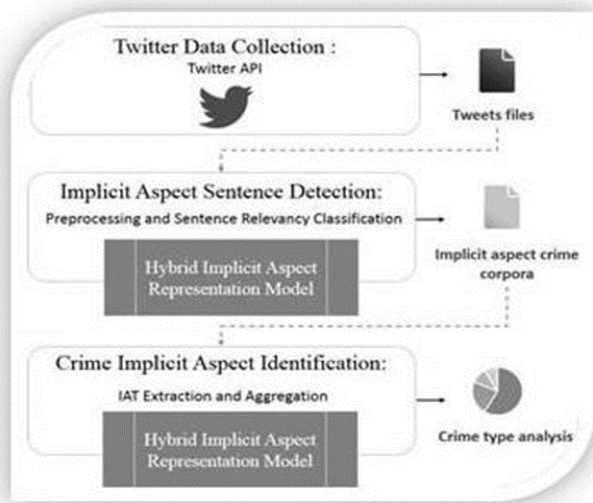 Twitter Data Collection :
Twitter API
Tweets files
Implicit Aspect Sentence Detection:
Preprocessing and Sentence Relevancy Classification
Hybrid Implicit Aspect
Representation Model
Implicit aspect crime
corpora
Crime Implicit Aspect Identification:
IAT Extraction and Aggregation
Hybrid Implicit Aspect
Representation Model
Crime type analysis